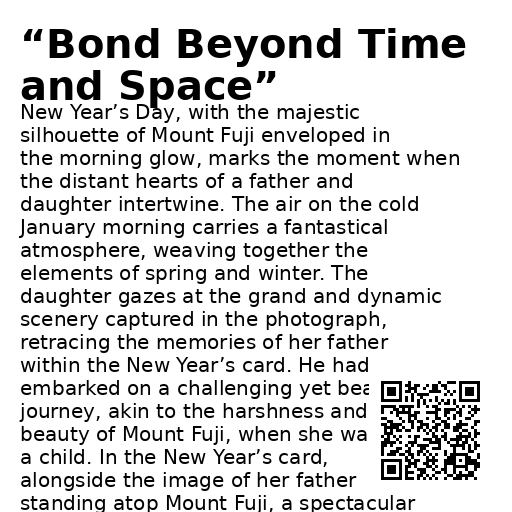 “Bond Beyond Time
and Space”
New Year’s Day, with the majestic
silhouette of Mount Fuji enveloped in
the morning glow, marks the moment when
the distant hearts of a father and
daughter intertwine. The air on the cold
January morning carries a fantastical
atmosphere, weaving together the
elements of spring and winter. The
daughter gazes at the grand and dynamic
scenery captured in the photograph,
retracing the memories of her father
within the New Year’s card. He had
embarked on a challenging yet
journey, akin to the harshness and
beauty of Mount Fuji, when she
a child. In the New Year’s card,
alongside the image of her father
standing atop Mount Fuji, a spectacular